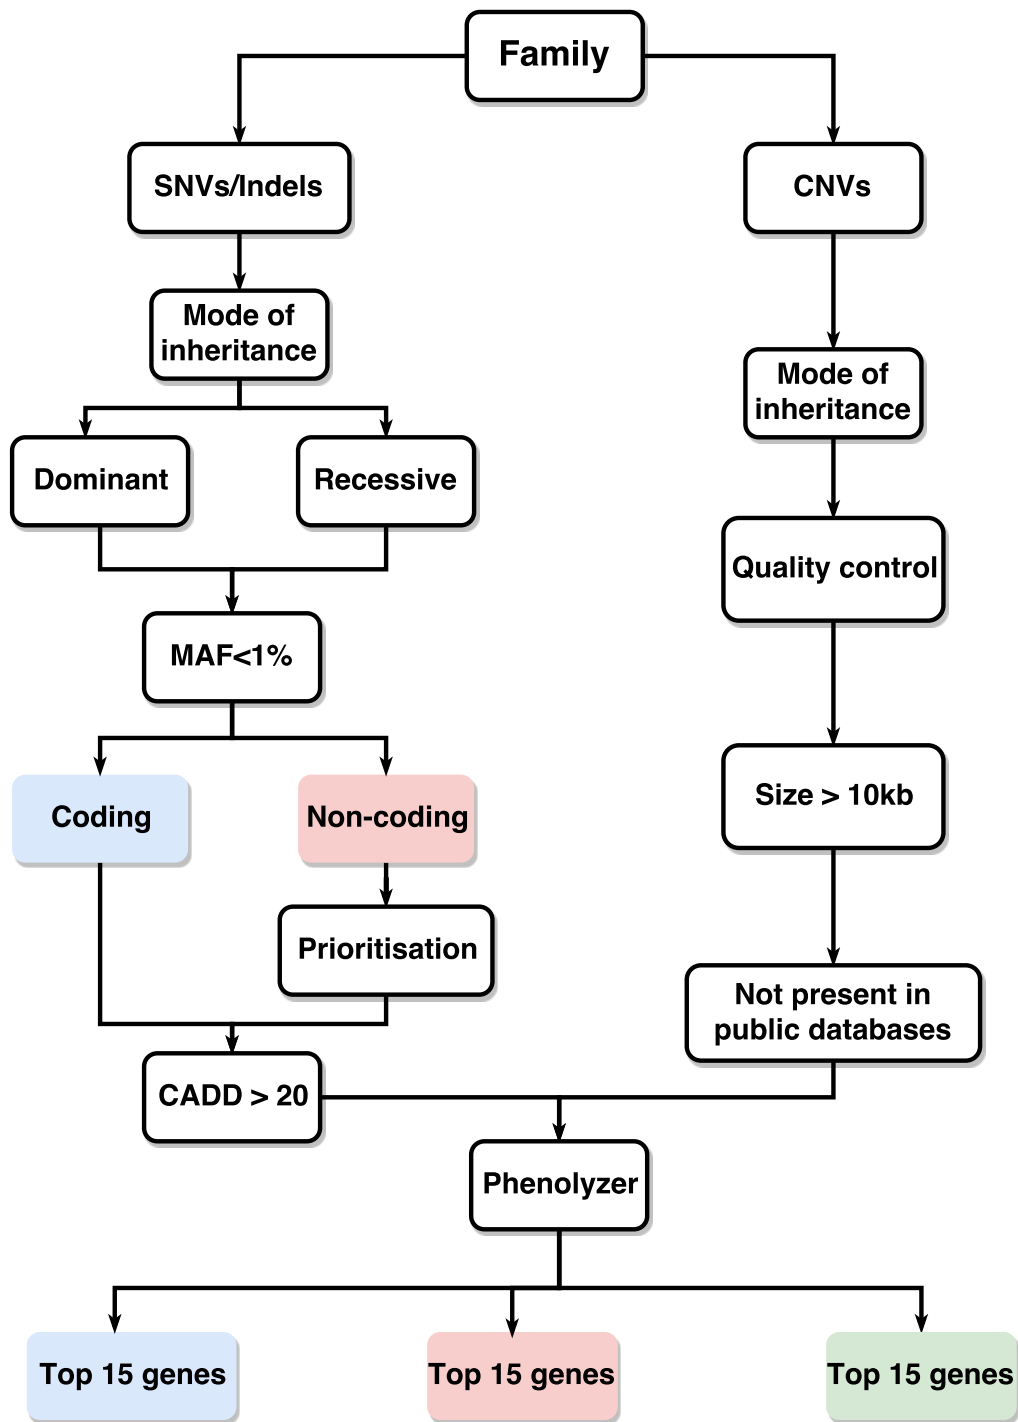 Family
SNVs/Indels
CNVs
Mode of
inheritance
Mode of
inheritance
Dominant
Recessive
Quality control
MAF<1%
Size > 10kb
Coding
Non-coding
Prioritisation
Not present in
public databases
CADD > 20
Phenolyzer
Top 15 genes
Top 15 genes
Top 15 genes